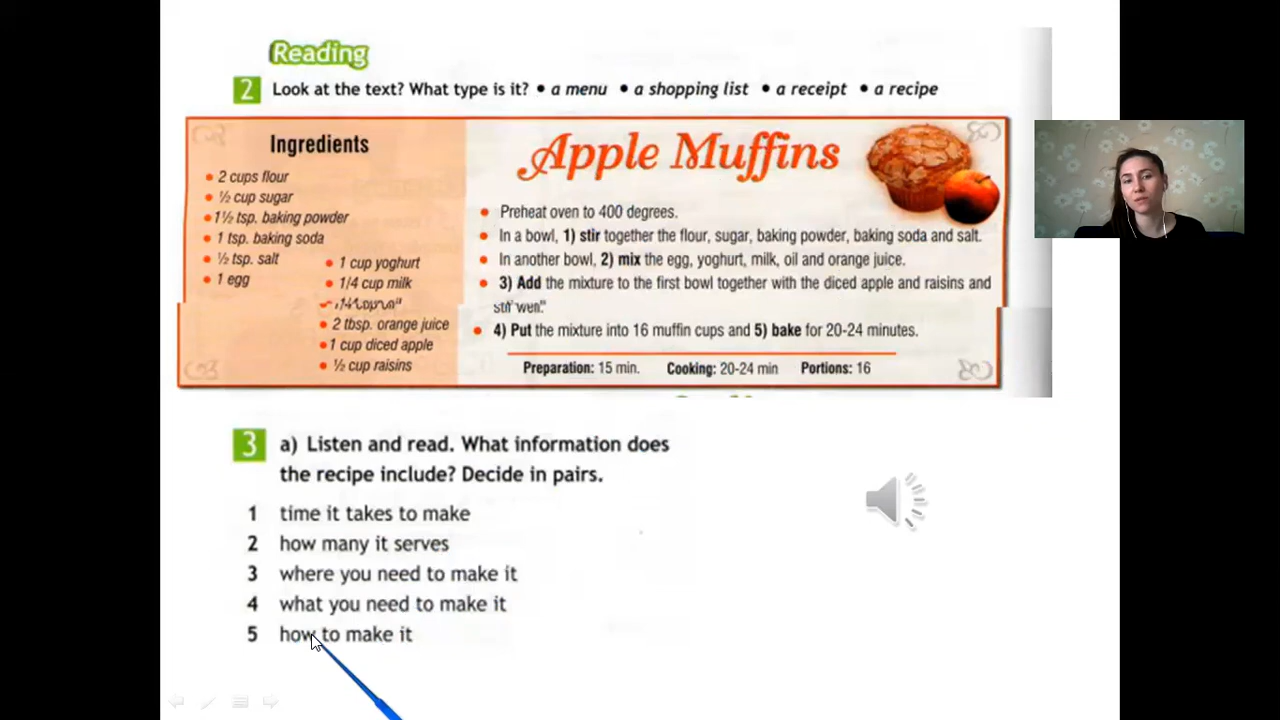 Reading
2 Look at the text? What type is it? • a menu • a shopping list • a receipt • a recipe
Ingredients
• 2 cups flour
• ½ cup sugar
• 1½ tsp. baking powder
• 1 tsp. baking soda
• ½ tsp. salt
• 1 egg
• 1 cup yoghurt
• 1/4 cup milk
• 2 tbsp. orange juice
• 1 cup diced apple
• ½ cup raisins
Apple Muffins
• Preheat oven to 400 degrees.
• In a bowl, 1) stir together the flour, sugar, baking powder, baking soda and salt.
• In another bowl, 2) mix the egg, yoghurt, milk, oil and orange juice.
• 3) Add the mixture to the first bowl together with the diced apple and raisins and
• 4) Put the mixture into 16 muffin cups and 5) bake for 20-24 minutes.
Preparation: 15 min. Cooking: 20-24 min Portions: 16
3 a) Listen and read. What information does
the recipe include? Decide in pairs.
1 time it takes to make
2 how many it serves
3 where you need to make it
4 what you need to make it
5 how to make it